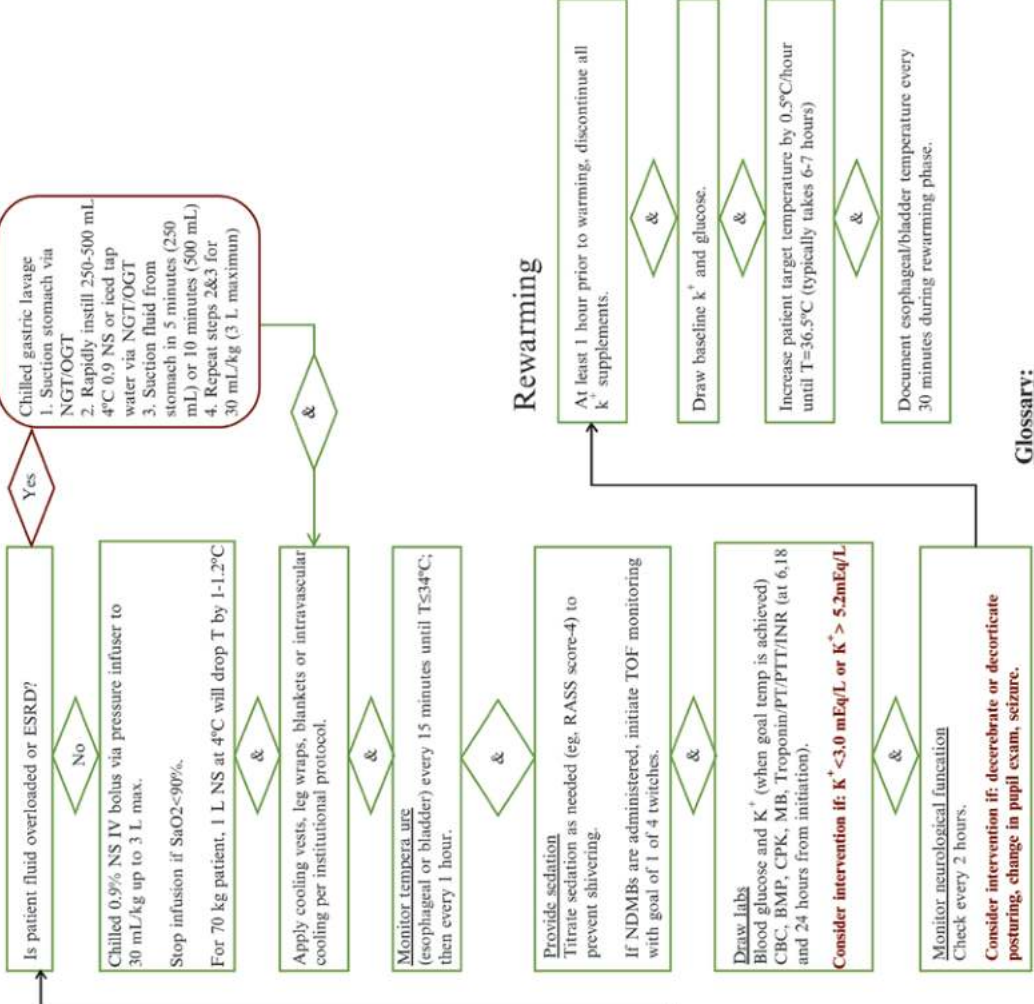 Is patient fluid overloaded or ESRD?
Yes
Chilled gastric lavage
1. Suction stomach via
NGT/OGT
2. Rapidly instill 250-500 mL
4ºC 0.9 NS or iced tap
water via NGT/OGT
3. Suction fluid from
stomach in 5 minutes (250
mL) or 10 minutes (500 mL)
4. Repeat steps 2&3 for
30 mL/kg (3 L maximun)
No
Chilled 0.9% NS IV bolus via pressure infuser to
30 mL/kg up to 3 L max.
Stop infusion if SaO2<90%.
For 70 kg patient, 1 L NS at 4ºC will drop T by 1-1.2ºC
&
&
Apply cooling vests, leg wraps, blankets or intravascular
cooling per institutional protocol.
&
Monitor tempera ure
(esophageal or bladder) every 15 minutes until T≤34ºC;
then every 1 hour.
&
Provide sedation
Titrate sedation as needed (eg, RASS score-4) to
prevent shivering.
If NDMBs are administered, initiate TOF monitoring
with goal of 1 of 4 twitches.
&
Draw labs
Blood glucose and K⁺ (when goal temp is achieved)
CBC, BMP, CPK, MB, Troponin/PT/PTT/INR (at 6,18
and 24 hours from initiation).
Consider intervention if: K⁺<3.0 mEq/L or K⁺> 5.2mEq/L
&
Monitor neurological funcation
Check every 2 hours.
Consider intervention if: decerebrate or decorticate
posturing, change in pupil exam, seizure.
Rewarming
At least 1 hour prior to warming, discontinue all
k⁺ supplements.
&
Draw baseline k⁺ and glucose.
&
Increase patient target temperature by 0.5ºC/hour
until T=36.5ºC (typically takes 6-7 hours)
&
Document esophageal/bladder temperature every
30 minutes during rewarming phase.
Glossary: